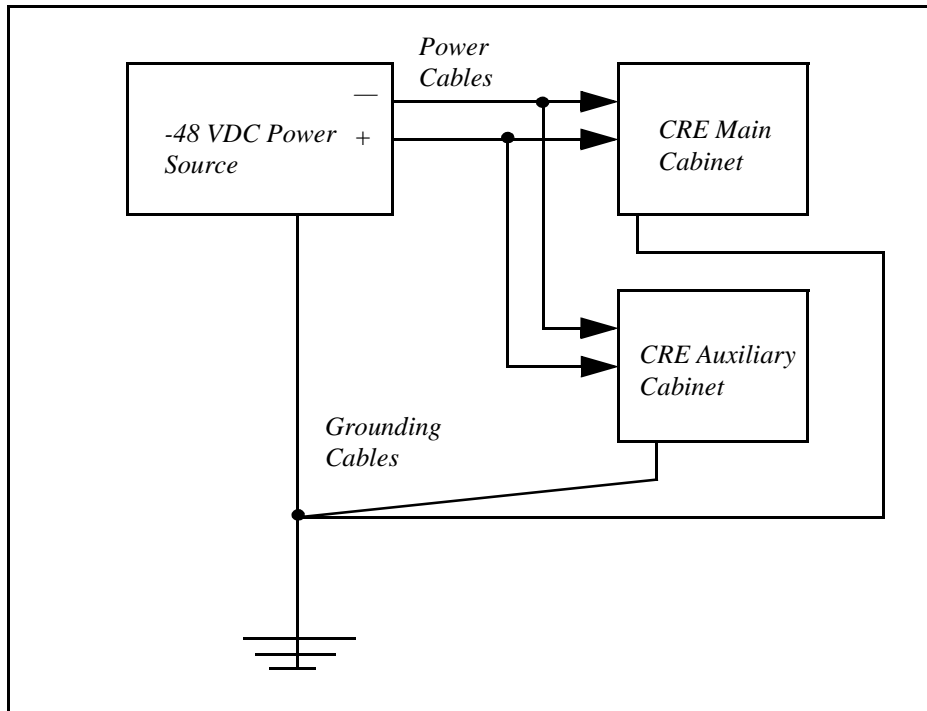 Power
Cables
—
-48 VDC Power
Source
+
CRE Main
Cabinet
CRE Auxiliary
Cabinet
Grounding
Cables